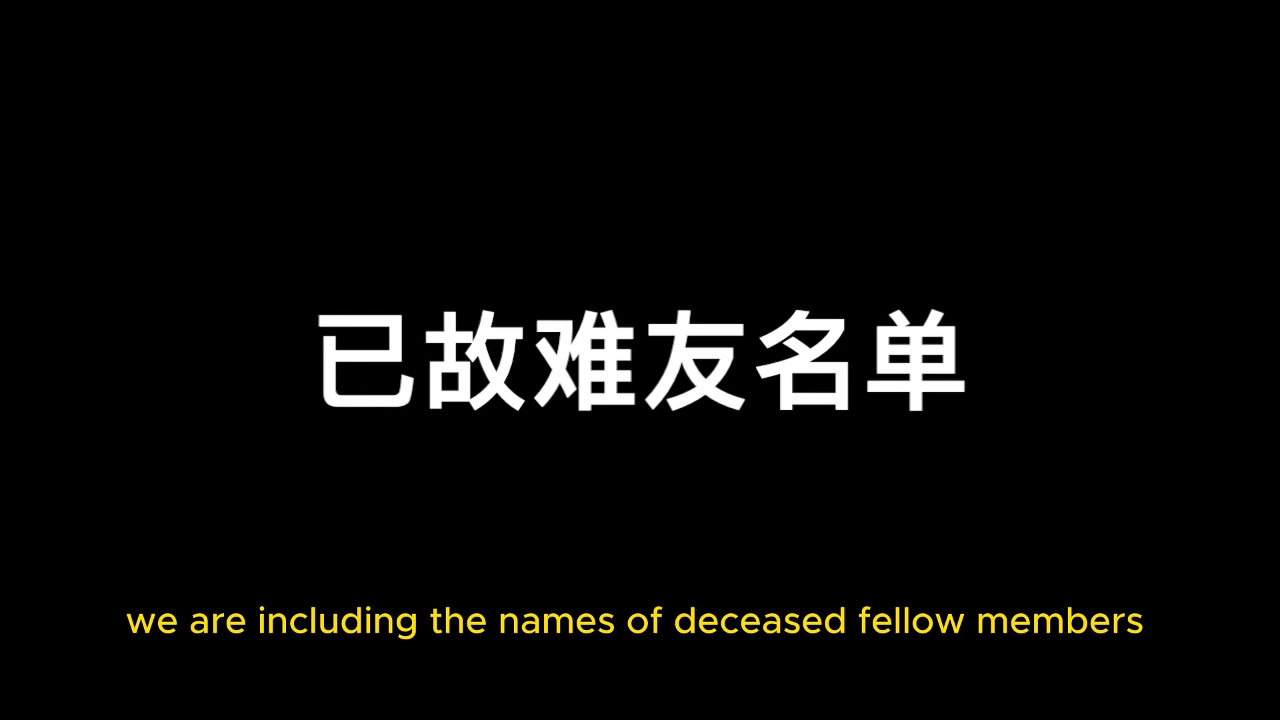 已故难友名单
we are including the names of deceased fellow members